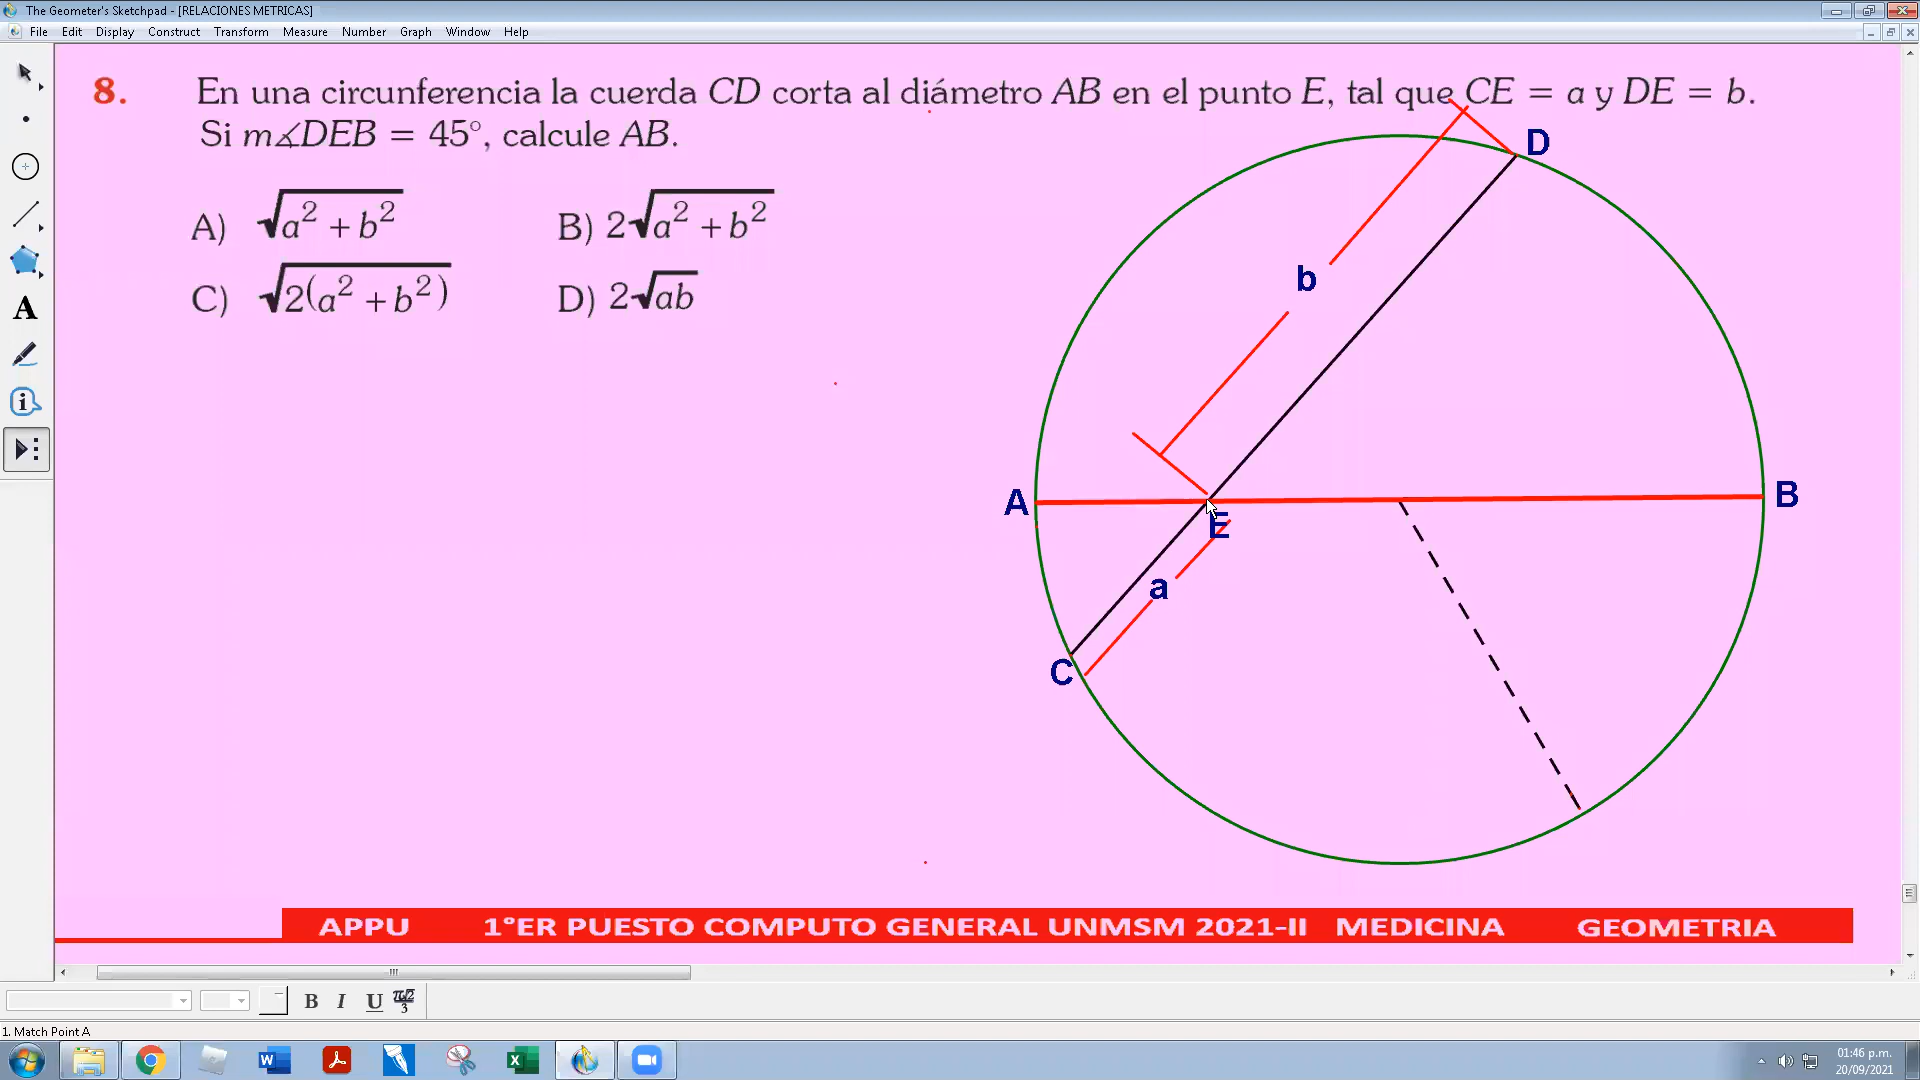 The Geometer's Sketchpad - [RELACIONES METRICAS]
File Edit Display Construct Transform Measure Number Graph Window Help
8. En una circunferencia la cuerda CD corta al diámetro AB en el punto E, tal que CE = a y DE = b.
Si m∡DEB = 45°, calcule AB.
A) √(a² + b²) B) 2√(a² + b²)
C) √(2(a² + b²)) D) 2√(ab)
D
b
A
B
E
a
C
APPU 1°ER PUESTO COMPUTO GENERAL UNMSM 2021-II MEDICINA GEOMETRIA
B I U
1. Match Point A
01:46 p.m.
20/09/2021